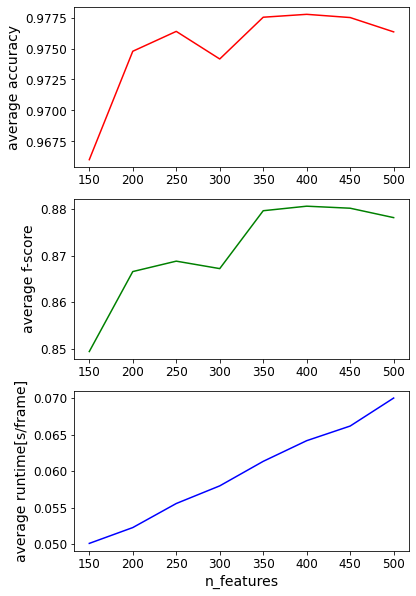 average accuracy
0.9775
0.9750
0.9725
0.9700
0.9675
150 200 250 300 350 400 450 500
average f-score
0.88
0.87
0.86
0.85
150 200 250 300 350 400 450 500
average runtime[s/frame]
0.070
0.065
0.060
0.055
0.050
150 200 250 300 350 400 450 500
n_features